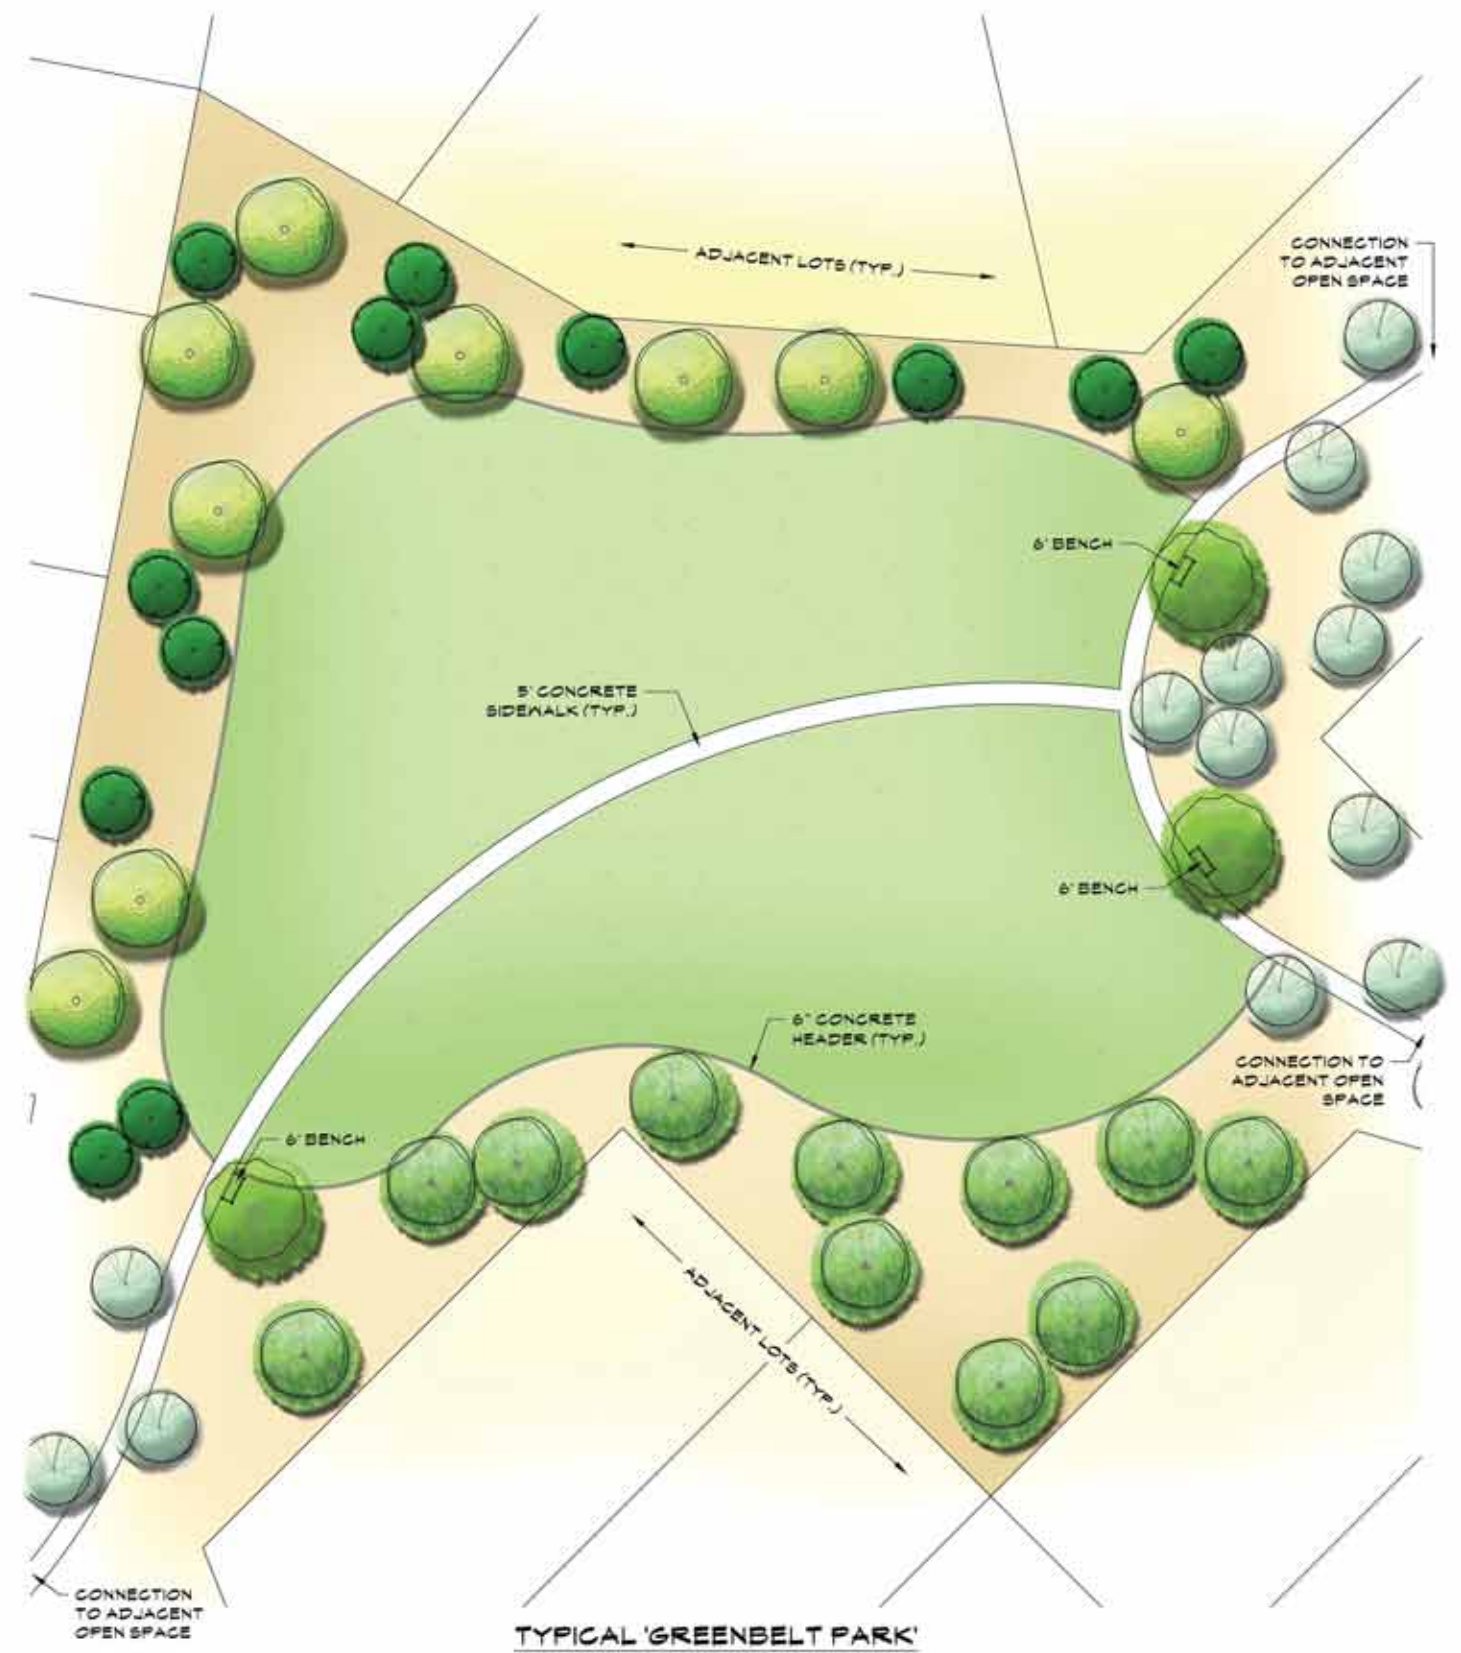 ADJACENT LOTS (TYP.)
CONNECTION
TO ADJACENT
OPEN SPACE
6' BENCH
5' CONCRETE
SIDEWALK (TYP.)
6' BENCH
6" CONCRETE
HEADER (TYP.)
CONNECTION TO
ADJACENT OPEN
SPACE
6' BENCH
ADJACENT LOTS (TYP.)
CONNECTION
TO ADJACENT
OPEN SPACE
TYPICAL 'GREENBELT PARK'